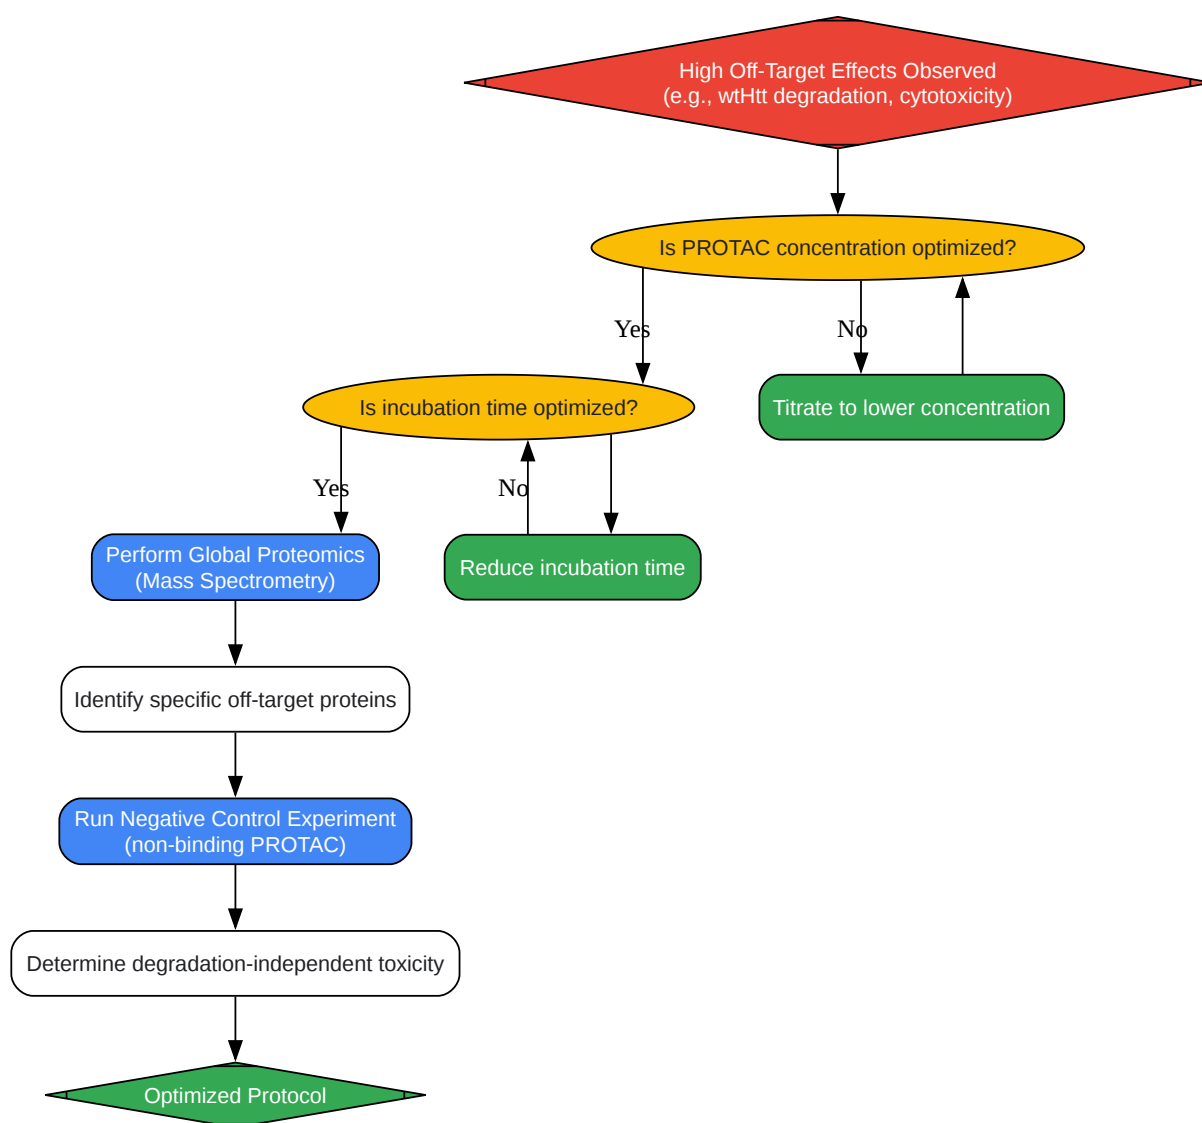 High Off-Target Effects Observed
(e.g., wtHtt degradation, cytotoxicity)
Is PROTAC concentration optimized?
Yes
No
Is incubation time optimized?
Titrate to lower concentration
Yes
No
Perform Global Proteomics
(Mass Spectrometry)
Reduce incubation time
Identify specific off-target proteins
Run Negative Control Experiment
(non-binding PROTAC)
Determine degradation-independent toxicity
Optimized Protocol